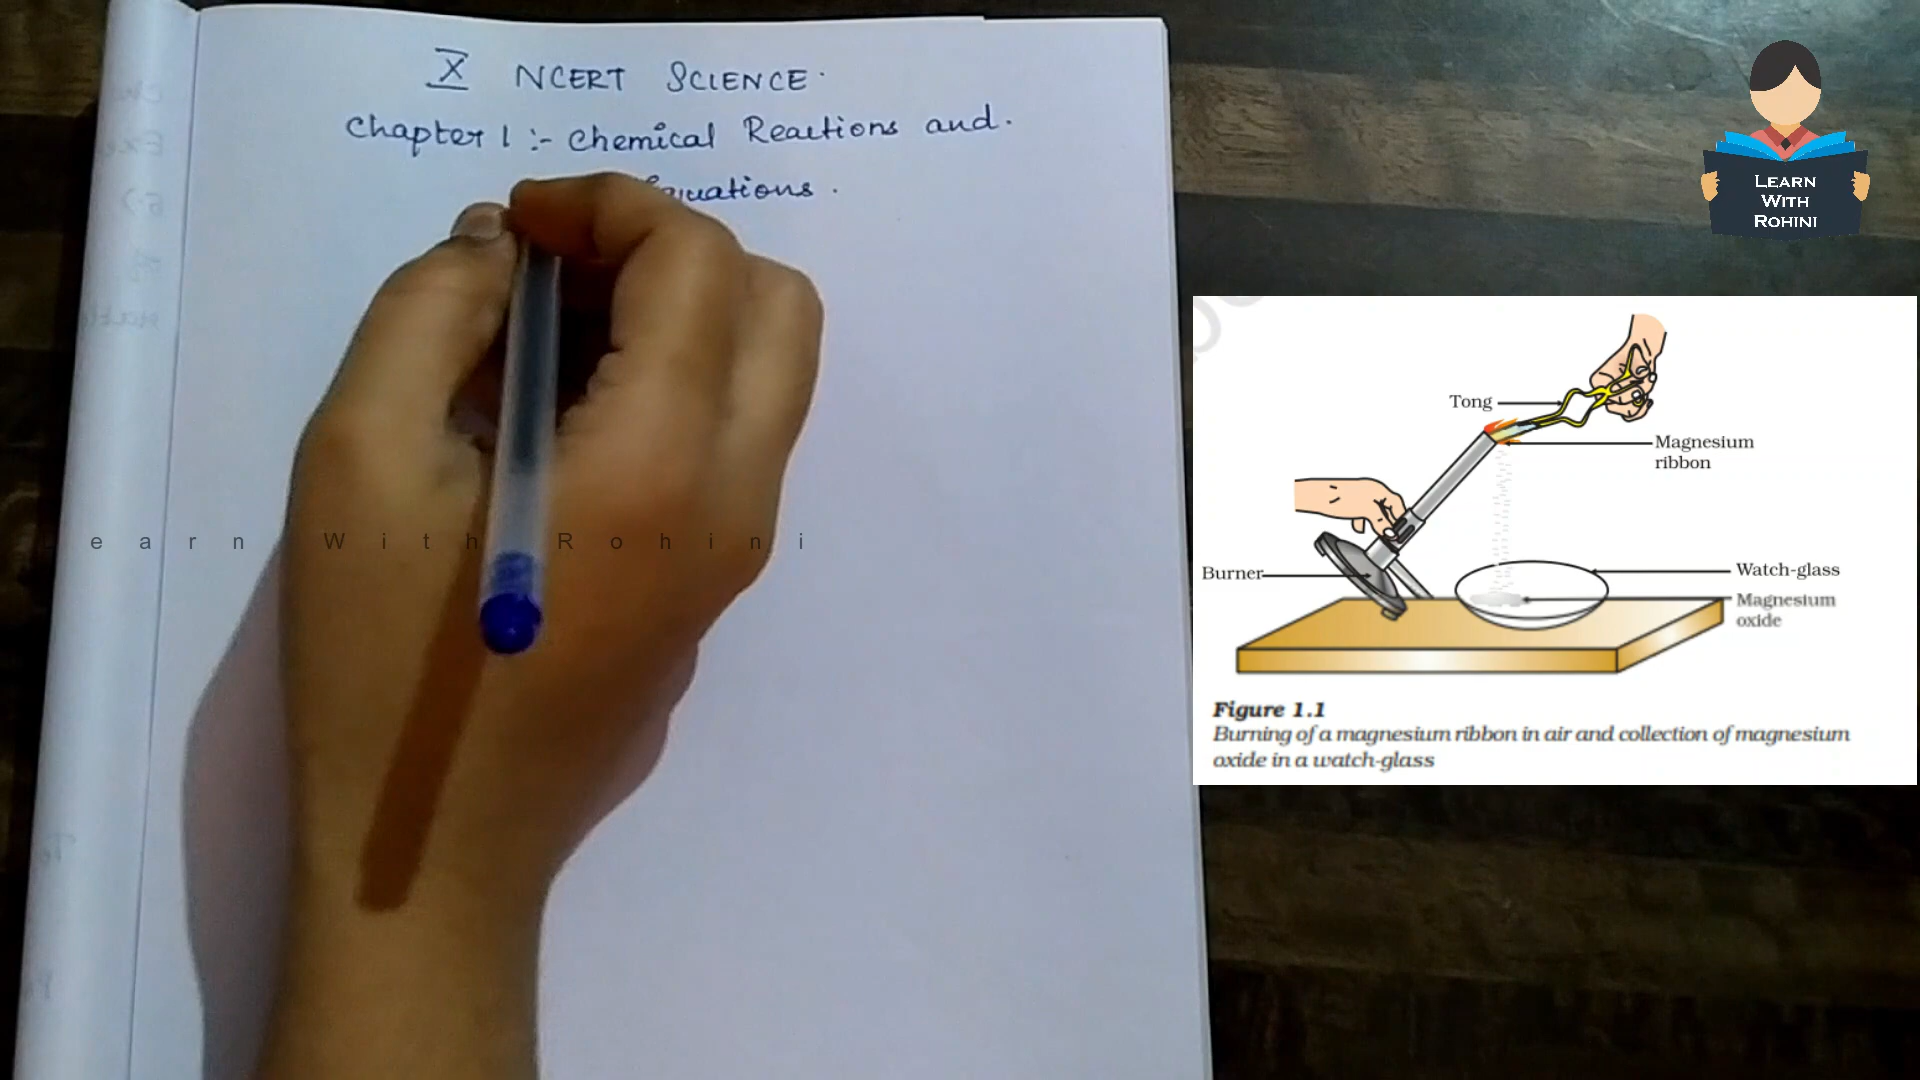 X NCERT SCIENCE.
Chapter 1 :- Chemical Reactions and.
Equations.
LEARN
WITH
ROHINI
Learn With Rohini
Tong
Magnesium
ribbon
Burner
Watch-glass
Magnesium
oxide
Figure 1.1
Burning of a magnesium ribbon in air and collection of magnesium
oxide in a watch-glass